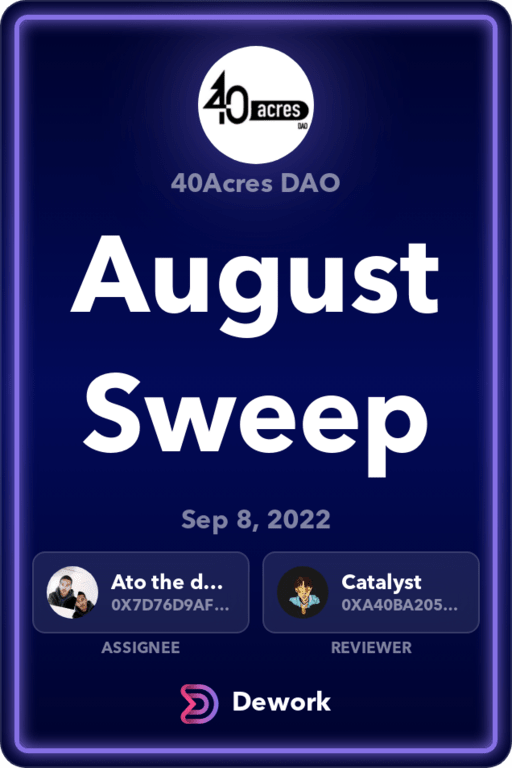 40 acres
DAO
40Acres DAO
August
Sweep
Sep 8, 2022
Ato the d...
0X7D76D9AF...
ASSIGNEE
Catalyst
0XA40BA205...
REVIEWER
Dework